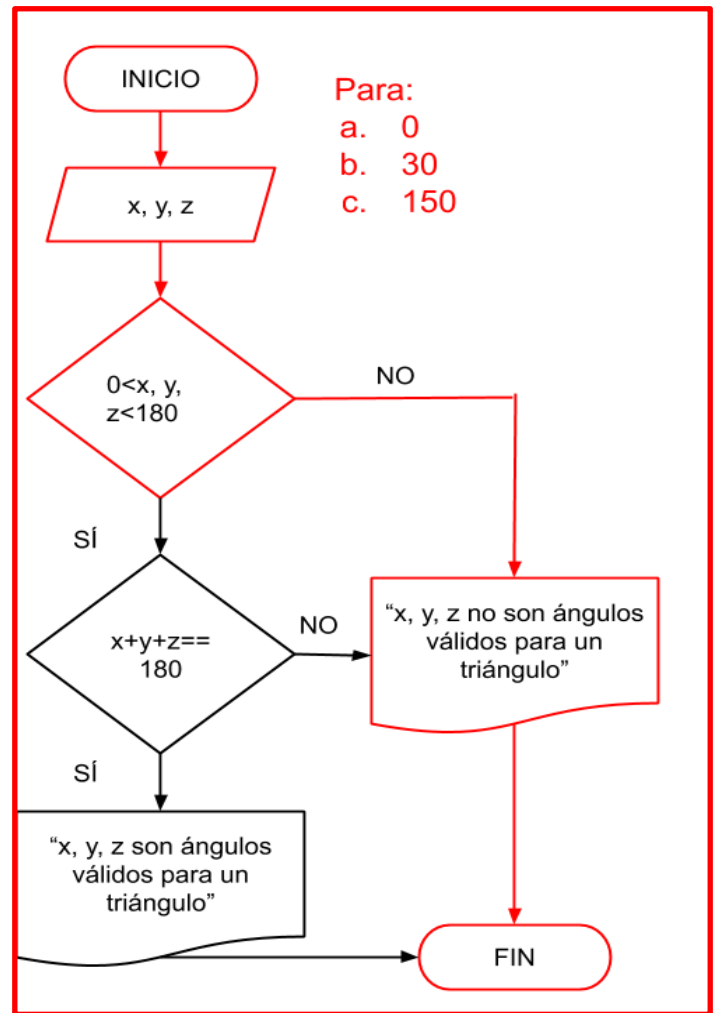 INICIO
Para:
a. 0
b. 30
c. 150
x, y, z
0<x, y,
z<180
NO
SÍ
x+y+z==
180
NO
“x, y, z no son ángulos
válidos para un
triángulo”
SÍ
“x, y, z son ángulos
válidos para un
triángulo”
FIN